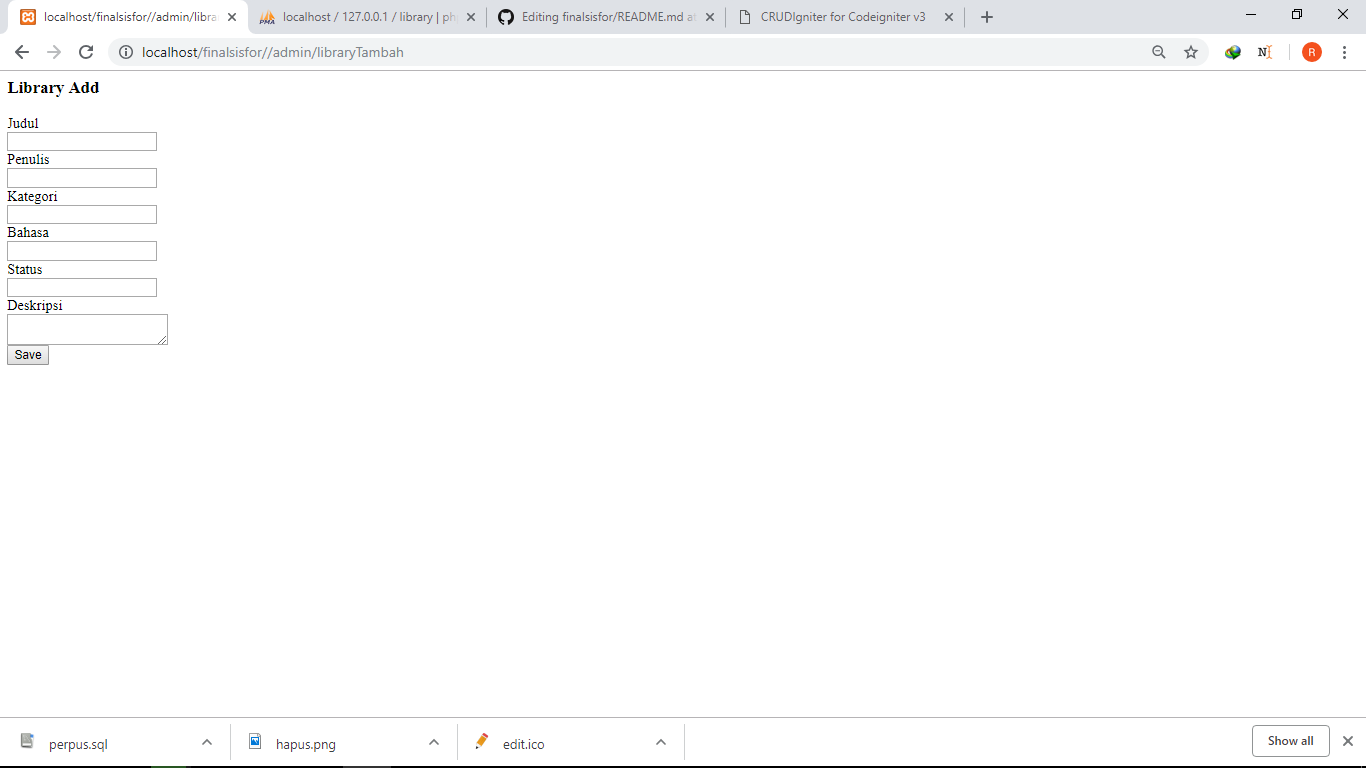 localhost/finalsisfor//admin/libra
localhost / 127.0.0.1 / library | ph
Editing finalsisfor/README.md at
CRUDIgniter for Codeigniter v3
localhost/finalsisfor//admin/libraryTambah
R
Library Add
Judul
Penulis
Kategori
Bahasa
Status
Deskripsi
Save
perpus.sql
hapus.png
edit.ico
Show all